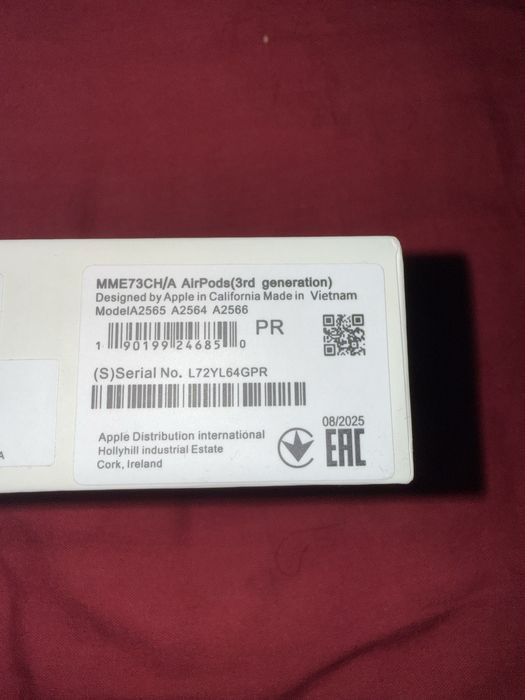 MME73CH/A AirPods(3rd generation)
Designed by Apple in California Made in Vietnam
ModelA2565 A2564 A2566
PR
1 90199 24685 0
(S)Serial No. L72YL64GPR
08/2025
EAC
Apple Distribution international
Hollyhill industrial Estate
Cork, Ireland
A